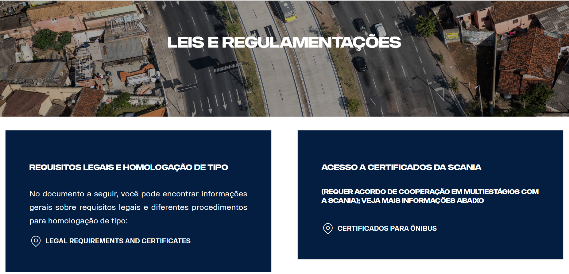 LEIS E REGULAMENTAÇÕES
REQUISITOS LEGAIS E HOMOLOGAÇÃO DE TIPO
No documento a seguir, você pode encontrar informações
gerais sobre requisitos legais e diferentes procedimentos
para homologação de tipo:
LEGAL REQUIREMENTS AND CERTIFICATES
ACESSO A CERTIFICADOS DA SCANIA
(REQUER ACORDO DE COOPERAÇÃO EM MULTIESTÁGIOS COM
A SCANIA); VEJA MAIS INFORMAÇÕES ABAIXO
CERTIFICADOS PARA ÔNIBUS